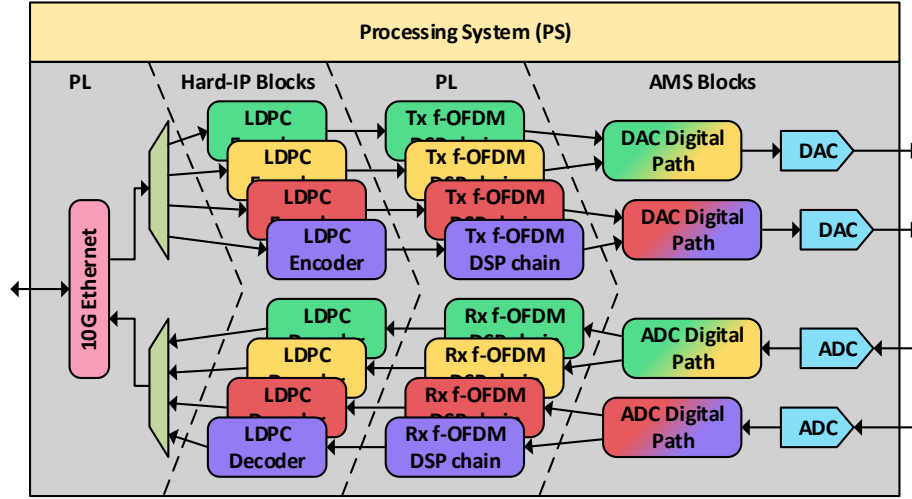 Processing System (PS)
PL
Hard-IP Blocks
PL
AMS Blocks
LDPC
Tx f-OFDM
LDPC
Tx f-OFDM
LDPC
Tx f-OFDM
LDPC
Encoder
Tx f-OFDM
DSP chain
DAC Digital
Path
DAC
DAC Digital
Path
DAC
10G Ethernet
LDPC
Rx f-OFDM
LDPC
Rx f-OFDM
LDPC
Rx f-OFDM
LDPC
Decoder
Rx f-OFDM
DSP chain
ADC Digital
Path
ADC
ADC Digital
Path
ADC